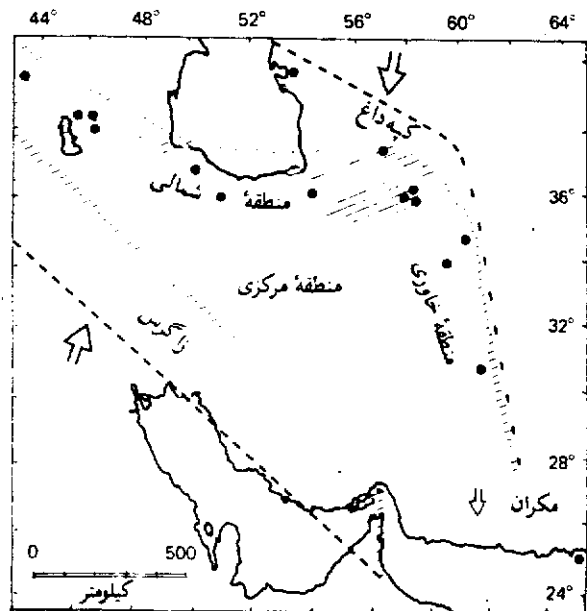 44 48 52 56 60 64°
کپه داغ
36°
شمالی
منطقهٔ
منطقهٔ مرکزی
منطقهٔ خاوری
32°
زاگرس
28°
مکران
0 500
کیلومتر
24°